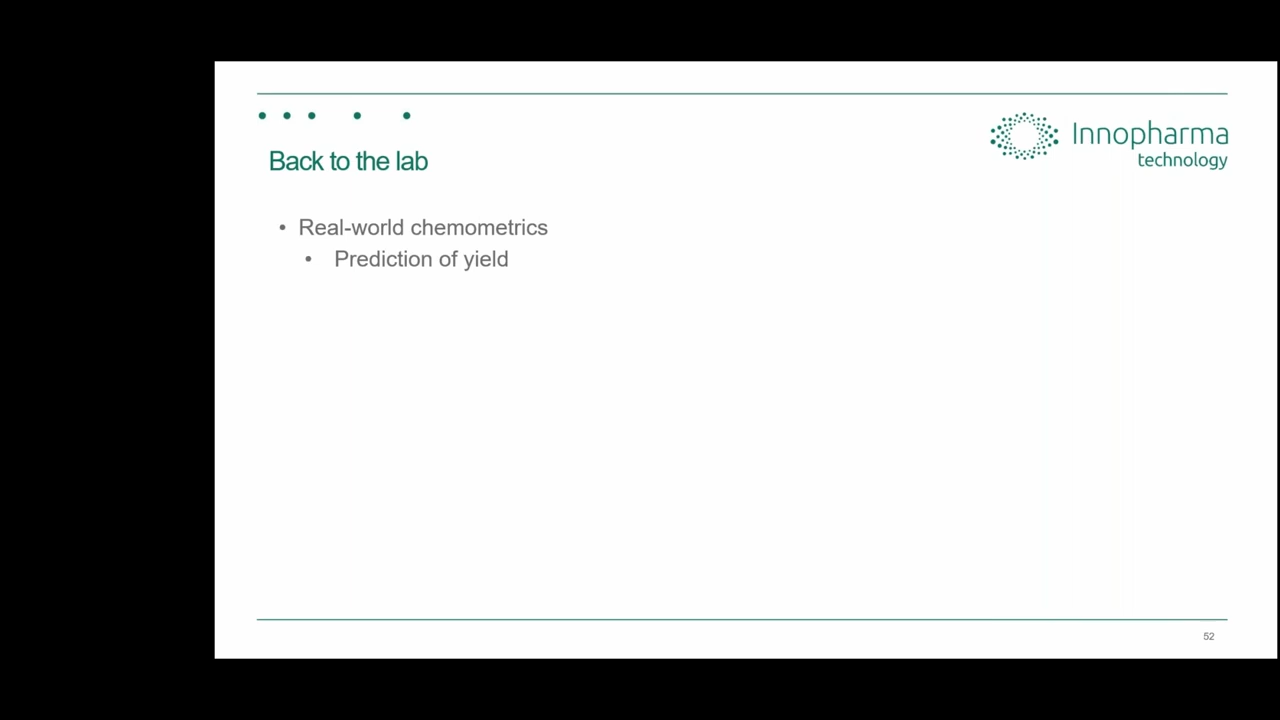 Innopharma
technology
Back to the lab
• Real-world chemometrics
• Prediction of yield
52